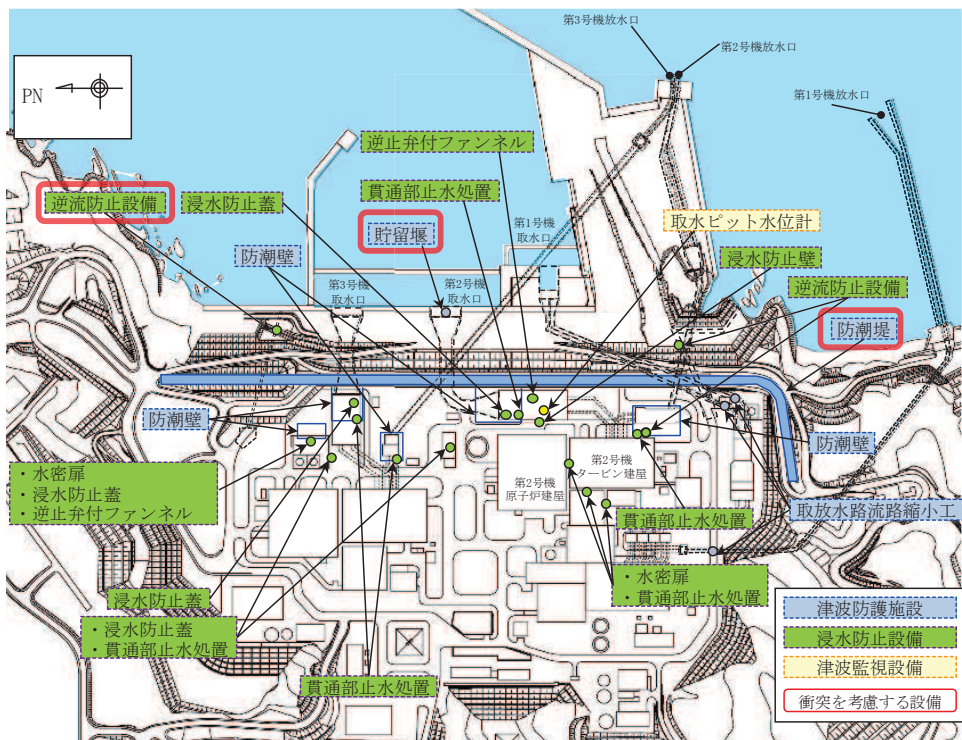 第3号機放水口
第2号機放水口
第1号機放水口
PN
逆止弁付ファンネル
貫通部止水処置
逆流防止設備
浸水防止蓋
貯留堰
第1号機
取水口
取水ピット水位計
防潮壁
浸水防止壁
第3号機
取水口
第2号機
取水口
逆流防止設備
防潮堤
防潮壁
防潮壁
・水密扉
・浸水防止蓋
・逆止弁付ファンネル
第2号機
タービン建屋
第2号機
原子炉建屋
取放水路流路縮小工
貫通部止水処置
・水密扉
・貫通部止水処置
浸水防止蓋
・浸水防止蓋
・貫通部止水処置
貫通部止水処置
津波防護施設
浸水防止設備
津波監視設備
衝突を考慮する設備